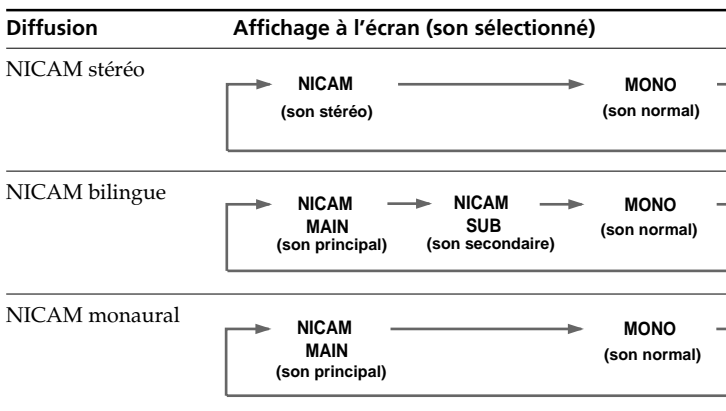 Diffusion Affichage à l'écran (son sélectionné)
NICAM stéréo
NICAM MONO
(son stéréo) (son normal)
NICAM bilingue
NICAM NICAM MONO
MAIN SUB (son normal)
(son principal) (son secondaire)
NICAM monaural
NICAM MONO
MAIN (son normal)
(son principal)